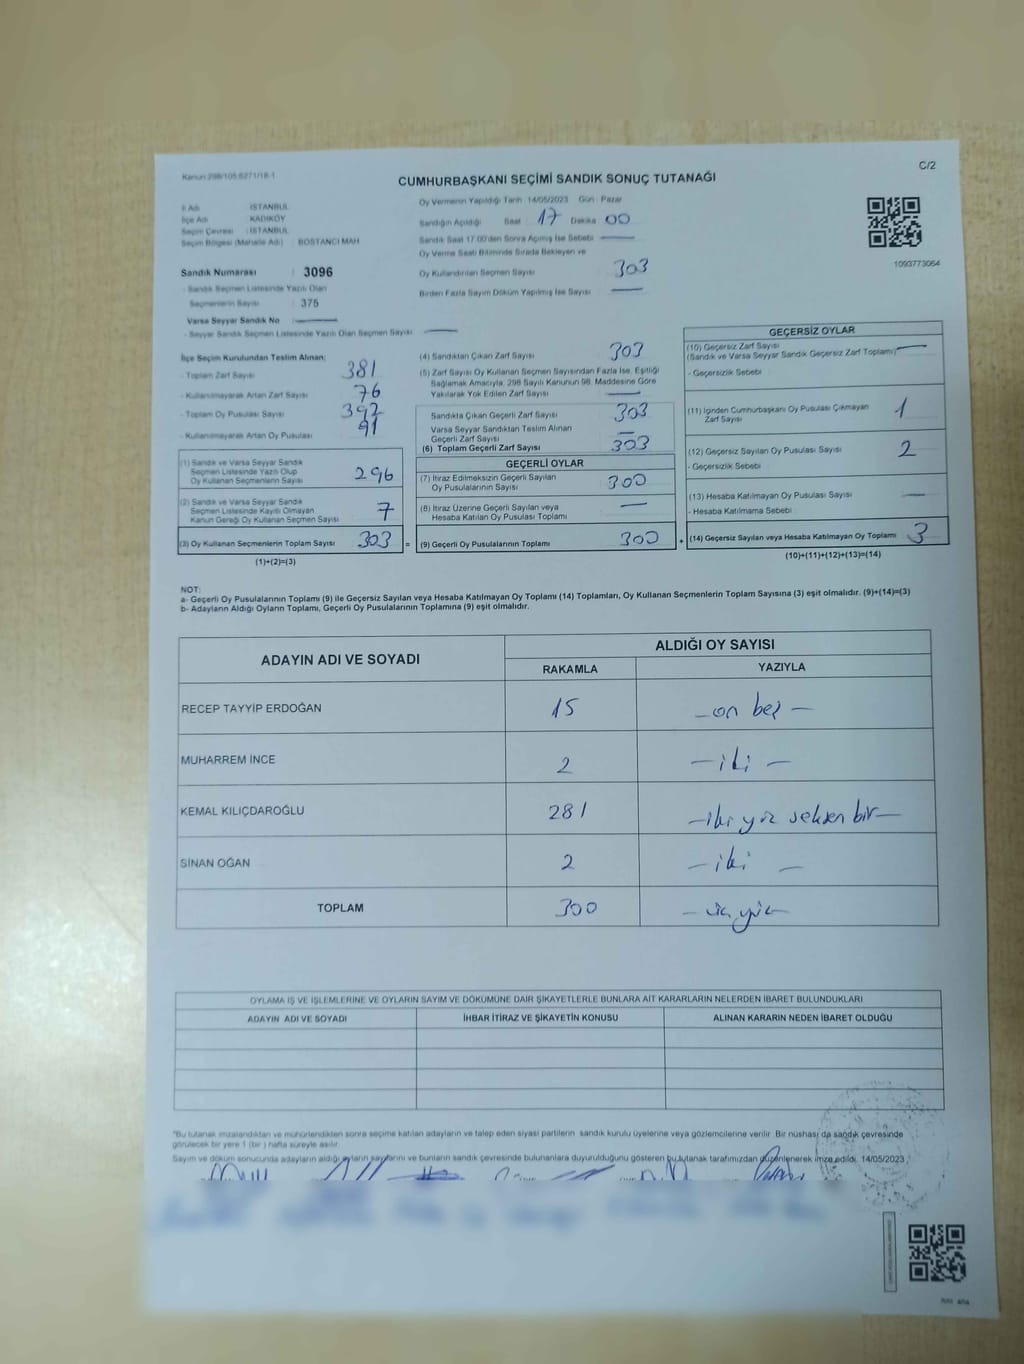 Kanun 298/105.6271/18-1
C/2
CUMHURBAŞKANI SEÇİMİ SANDIK SONUÇ TUTANAĞI
İl Adı : İSTANBUL
İlçe Adı : KADIKÖY
Seçim Çevresi : İSTANBUL
Seçim Bölgesi (Mahalle Adı) : BOSTANCI MAH.
Sandık Numarası : 3096
- Sandık Seçmen Listesinde Yazılı Olan
Seçmenlerin Sayısı : 375
Varsa Seyyar Sandık No
- Seyyar Sandık Seçmen Listesinde Yazılı Olan Seçmen Sayısı
Oy Vermenin Yapıldığı Tarih 14/05/2023 Gün : Pazar
Sandığın Açıldığı Saat 17 Dakika 00
Sandık Saat 17.00'den Sonra Açılmış İse Sebebi
Oy Verme Saati Bitiminde Sırada Bekleyen ve
Oy Kullandırılan Seçmen Sayısı 303
Birden Fazla Sayım Döküm Yapılmış İse Sayısı
1093773064
İlçe Seçim Kurulundan Teslim Alınan:
- Toplam Zarf Sayısı 381
- Kullanılmayarak Artan Zarf Sayısı 76
- Toplam Oy Pusulası Sayısı 392
- Kullanılmayarak Artan Oy Pusulası 91
(1) Sandık ve Varsa Seyyar Sandık
Seçmen Listesinde Yazılı Olup
Oy Kullanan Seçmenlerin Sayısı 296
(2) Sandık ve Varsa Seyyar Sandık
Seçmen Listesinde Kayıtlı Olmayan
Kanun Gereği Oy Kullanan Seçmen Sayısı 7
(3) Oy Kullanan Seçmenlerin Toplam Sayısı 303 =
(1)+(2)=(3)
(4) Sandıktan Çıkan Zarf Sayısı 303
(5) Zarf Sayısı Oy Kullanan Seçmen Sayısından Fazla İse, Eşitliği
Sağlamak Amacıyla, 298 Sayılı Kanunun 98. Maddesine Göre
Yakılarak Yok Edilen Zarf Sayısı
Sandıkta Çıkan Geçerli Zarf Sayısı 303
Varsa Seyyar Sandıktan Teslim Alınan
Geçerli Zarf Sayısı
(6) Toplam Geçerli Zarf Sayısı 303
GEÇERLİ OYLAR
(7) İtiraz Edilmeksizin Geçerli Sayılan
Oy Pusulalarının Sayısı 300
(8) İtiraz Üzerine Geçerli Sayılan veya
Hesaba Katılan Oy Pusulası Toplamı
(9) Geçerli Oy Pusulalarının Toplamı 300 +
GEÇERSİZ OYLAR
(10) Geçersiz Zarf Sayısı
(Sandık ve Varsa Seyyar Sandık Geçersiz Zarf Toplamı)
- Geçersizlik Sebebi
(11) İçinden Cumhurbaşkanı Oy Pusulası Çıkmayan
Zarf Sayısı 1
(12) Geçersiz Sayılan Oy Pusulası Sayısı 2
- Geçersizlik Sebebi
(13) Hesaba Katılmayan Oy Pusulası Sayısı
- Hesaba Katılmama Sebebi
(14) Geçersiz Sayılan veya Hesaba Katılmayan Oy Toplamı 3
(10)+(11)+(12)+(13)=(14)
NOT:
a- Geçerli Oy Pusulalarının Toplamı (9) ile Geçersiz Sayılan veya Hesaba Katılmayan Oy Toplamı (14) Toplamları, Oy Kullanan Seçmenlerin Toplam Sayısına (3) eşit olmalıdır. (9)+(14)=(3)
b- Adayların Aldığı Oyların Toplamı, Geçerli Oy Pusulalarının Toplamına (9) eşit olmalıdır.
ADAYIN ADI VE SOYADI
ALDIĞI OY SAYISI
RAKAMLA YAZIYLA
RECEP TAYYİP ERDOĞAN 15 - on beş -
MUHARREM İNCE 2 - iki -
KEMAL KILIÇDAROĞLU 281 - iki yüz seksen bir -
SİNAN OĞAN 2 - iki -
TOPLAM 300 - üç yüz -
OYLAMA İŞ VE İŞLEMLERİNE VE OYLARIN SAYIM VE DÖKÜMÜNE DAİR ŞİKAYETLERLE BUNLARA AİT KARARLARIN NELERDEN İBARET BULUNDUKLARI
ADAYIN ADI VE SOYADI İHBAR İTİRAZ VE ŞİKAYETİN KONUSU ALINAN KARARIN NEDEN İBARET OLDUĞU
"Bu tutanak imzalandıktan ve mühürlendikten sonra seçime katılan adayların ve talep eden siyasi partilerin sandık kurulu üyelerine veya gözlemcilerine verilir. Bir nüshası da sandık çevresinde
görülecek bir yere 1 (bir ) hafta süreyle asılır.
Sayım ve döküm sonucunda adayların aldığı oyların sayılarını ve bunların sandık çevresinde bulunanlara duyurulduğunu gösteren bu tutanak tarafımızdan düzenlenerek imza edildi. 14/05/2023